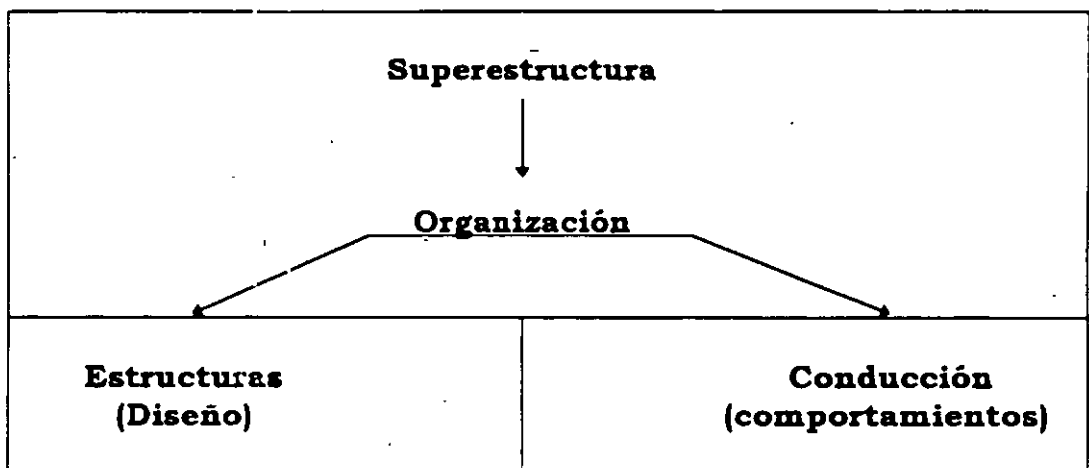 Superestructura
Organización
Estructuras
(Diseño)
Conducción
(comportamientos)